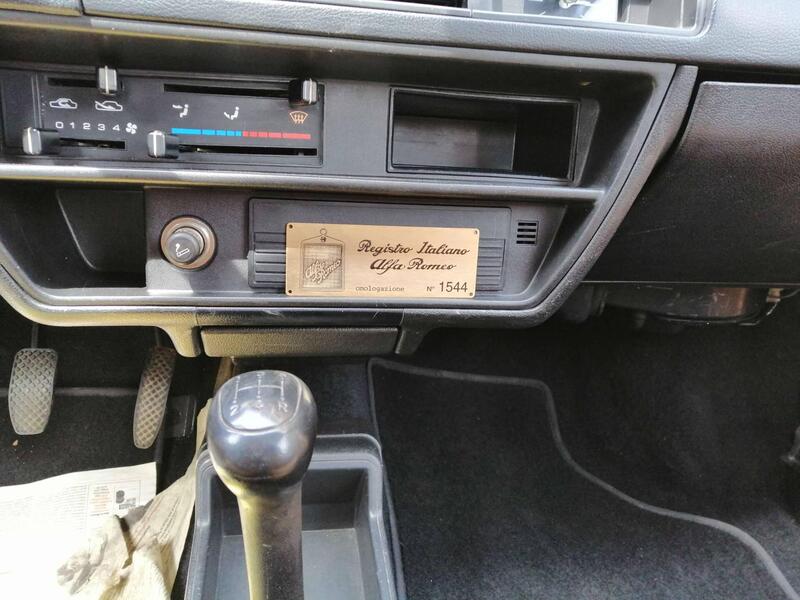 0 1 2 3 4
Registro Italiano
Alfa Romeo
Alfa Romeo
omologazione N° 1544